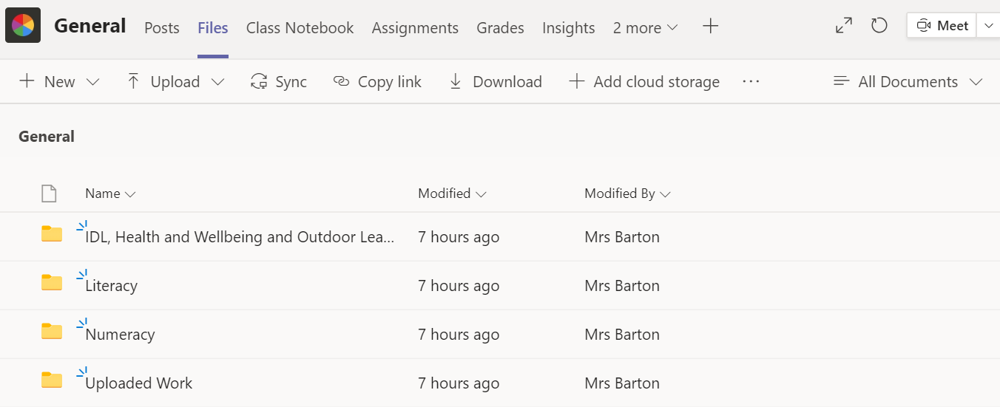 General Posts Files Class Notebook Assignments Grades Insights 2 more Meet
New Upload Sync Copy link Download Add cloud storage ... All Documents
General
Name Modified Modified By
IDL, Health and Wellbeing and Outdoor Lea... 7 hours ago Mrs Barton
Literacy 7 hours ago Mrs Barton
Numeracy 7 hours ago Mrs Barton
Uploaded Work 7 hours ago Mrs Barton